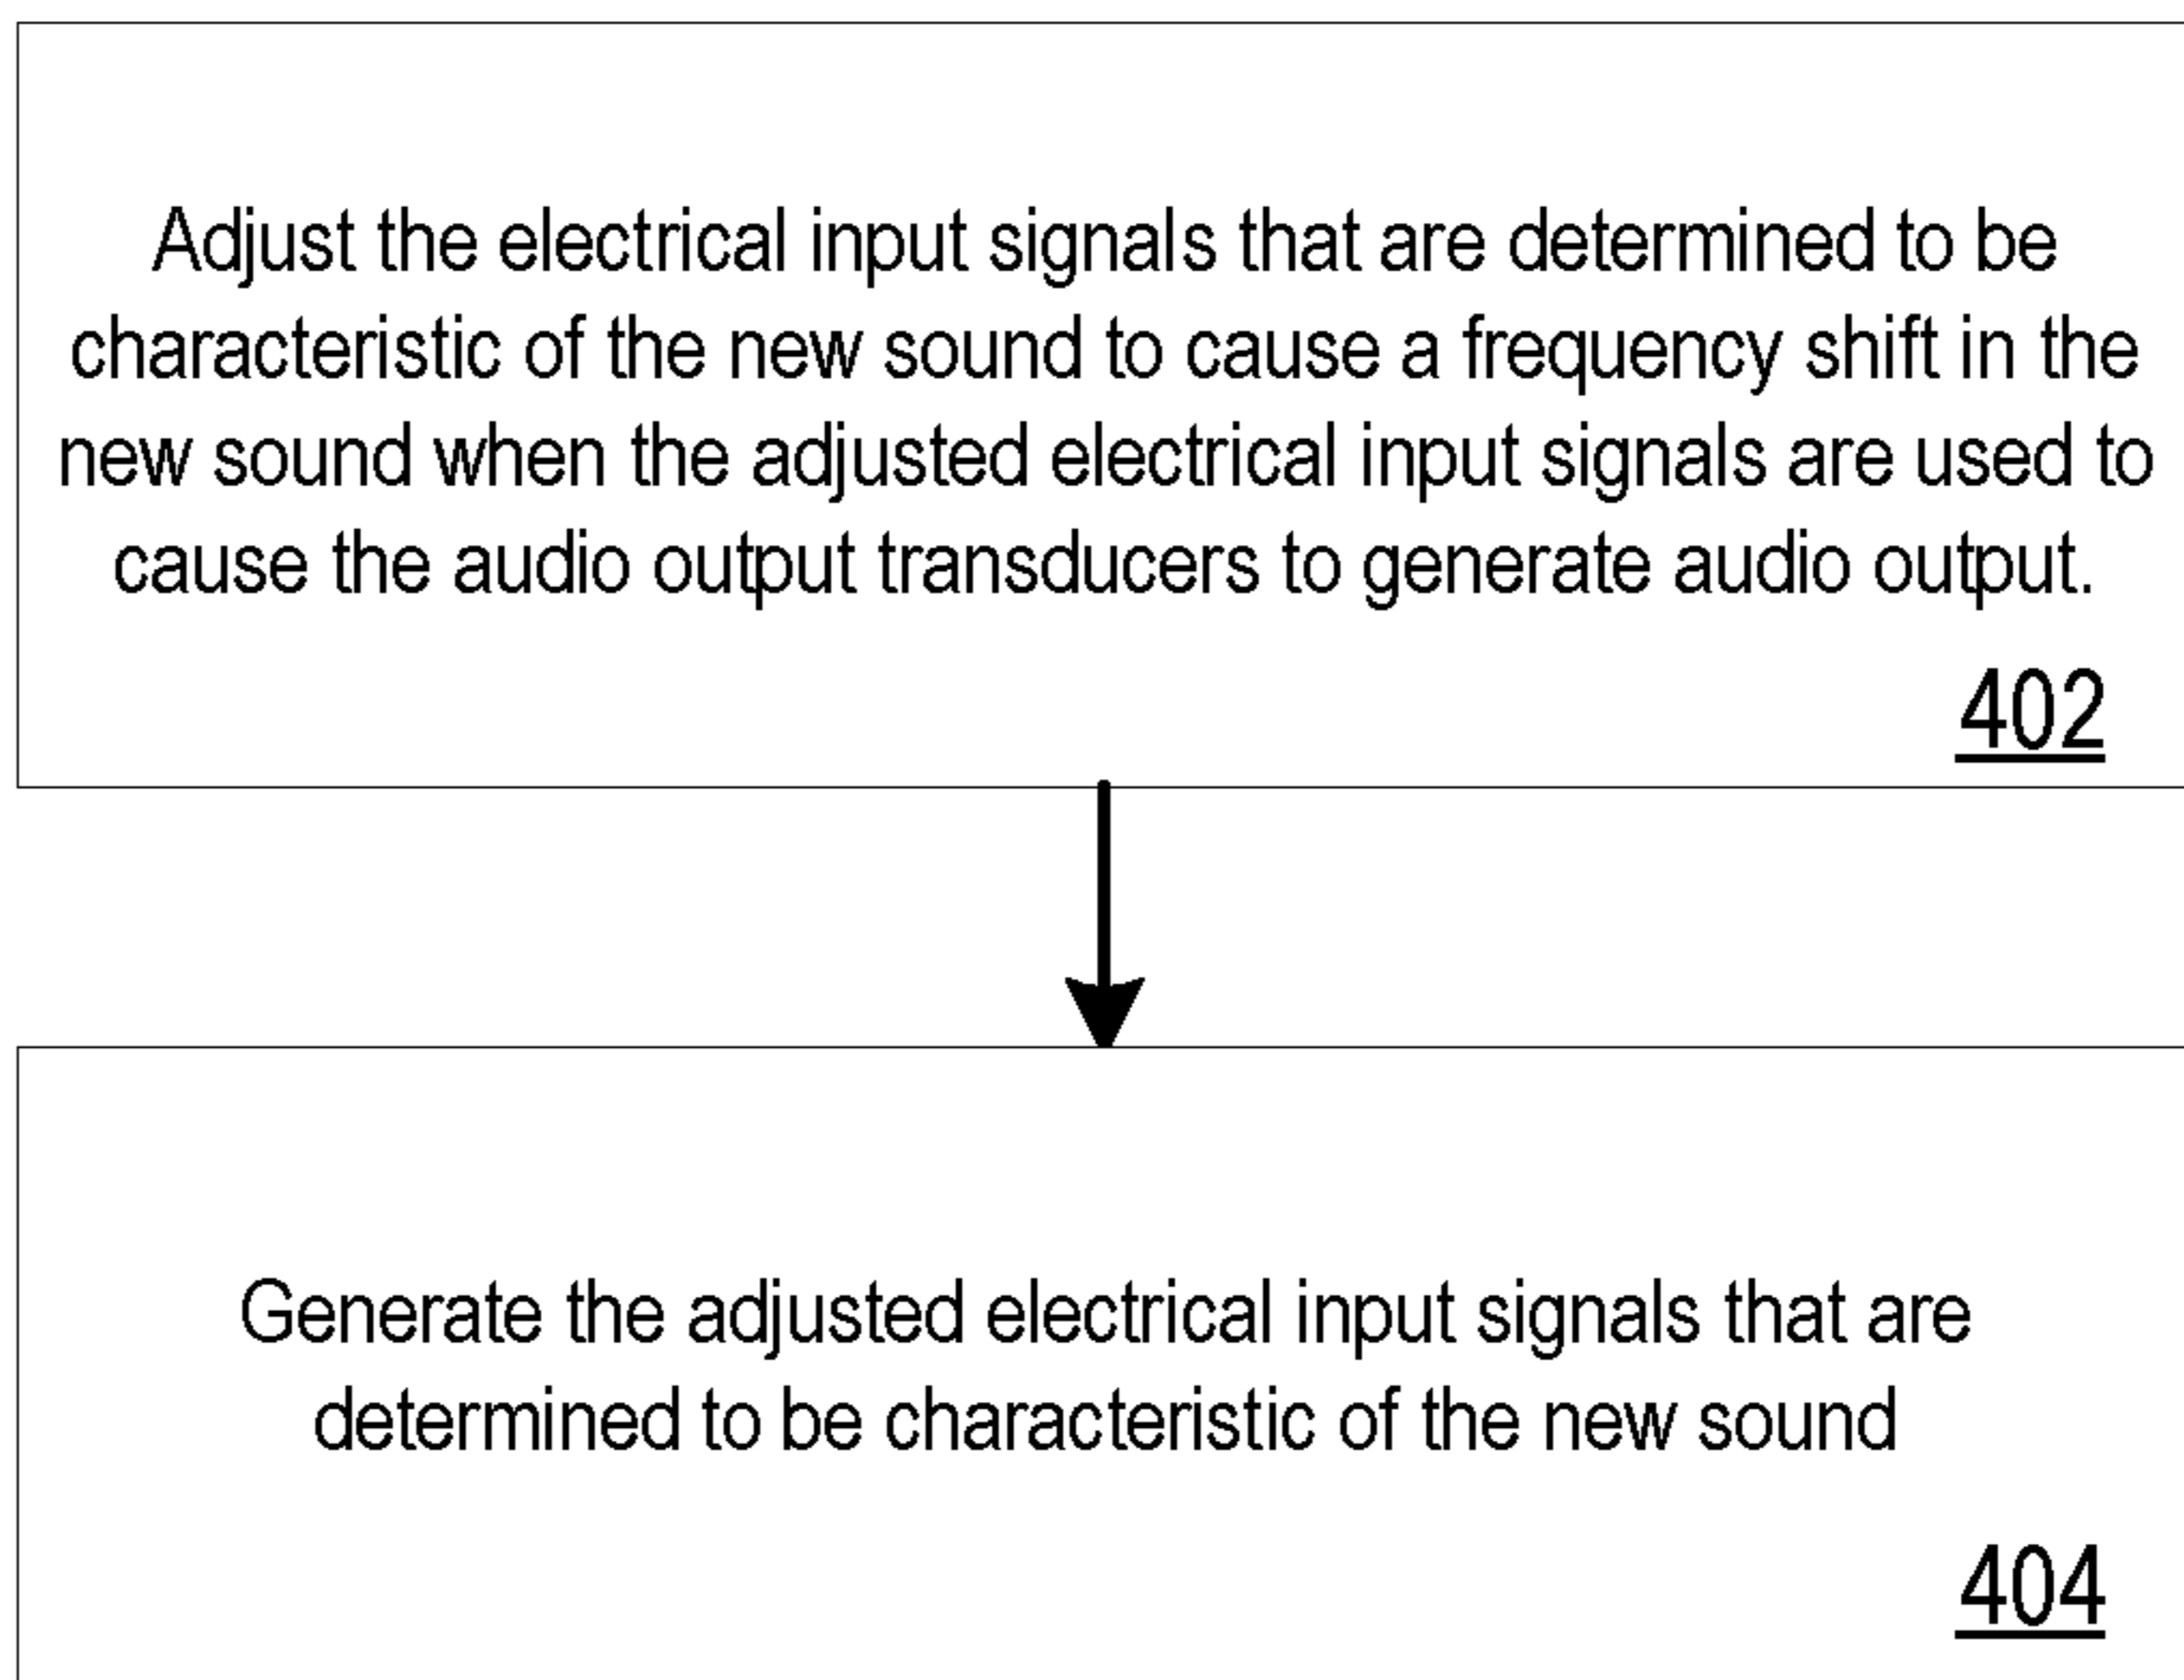 Adjust the electrical input signals that are determined to be
characteristic of the new sound to cause a frequency shift in the
new sound when the adjusted electrical input signals are used to
cause the audio output transducers to generate audio output.
402
Generate the adjusted electrical input signals that are
determined to be characteristic of the new sound
404